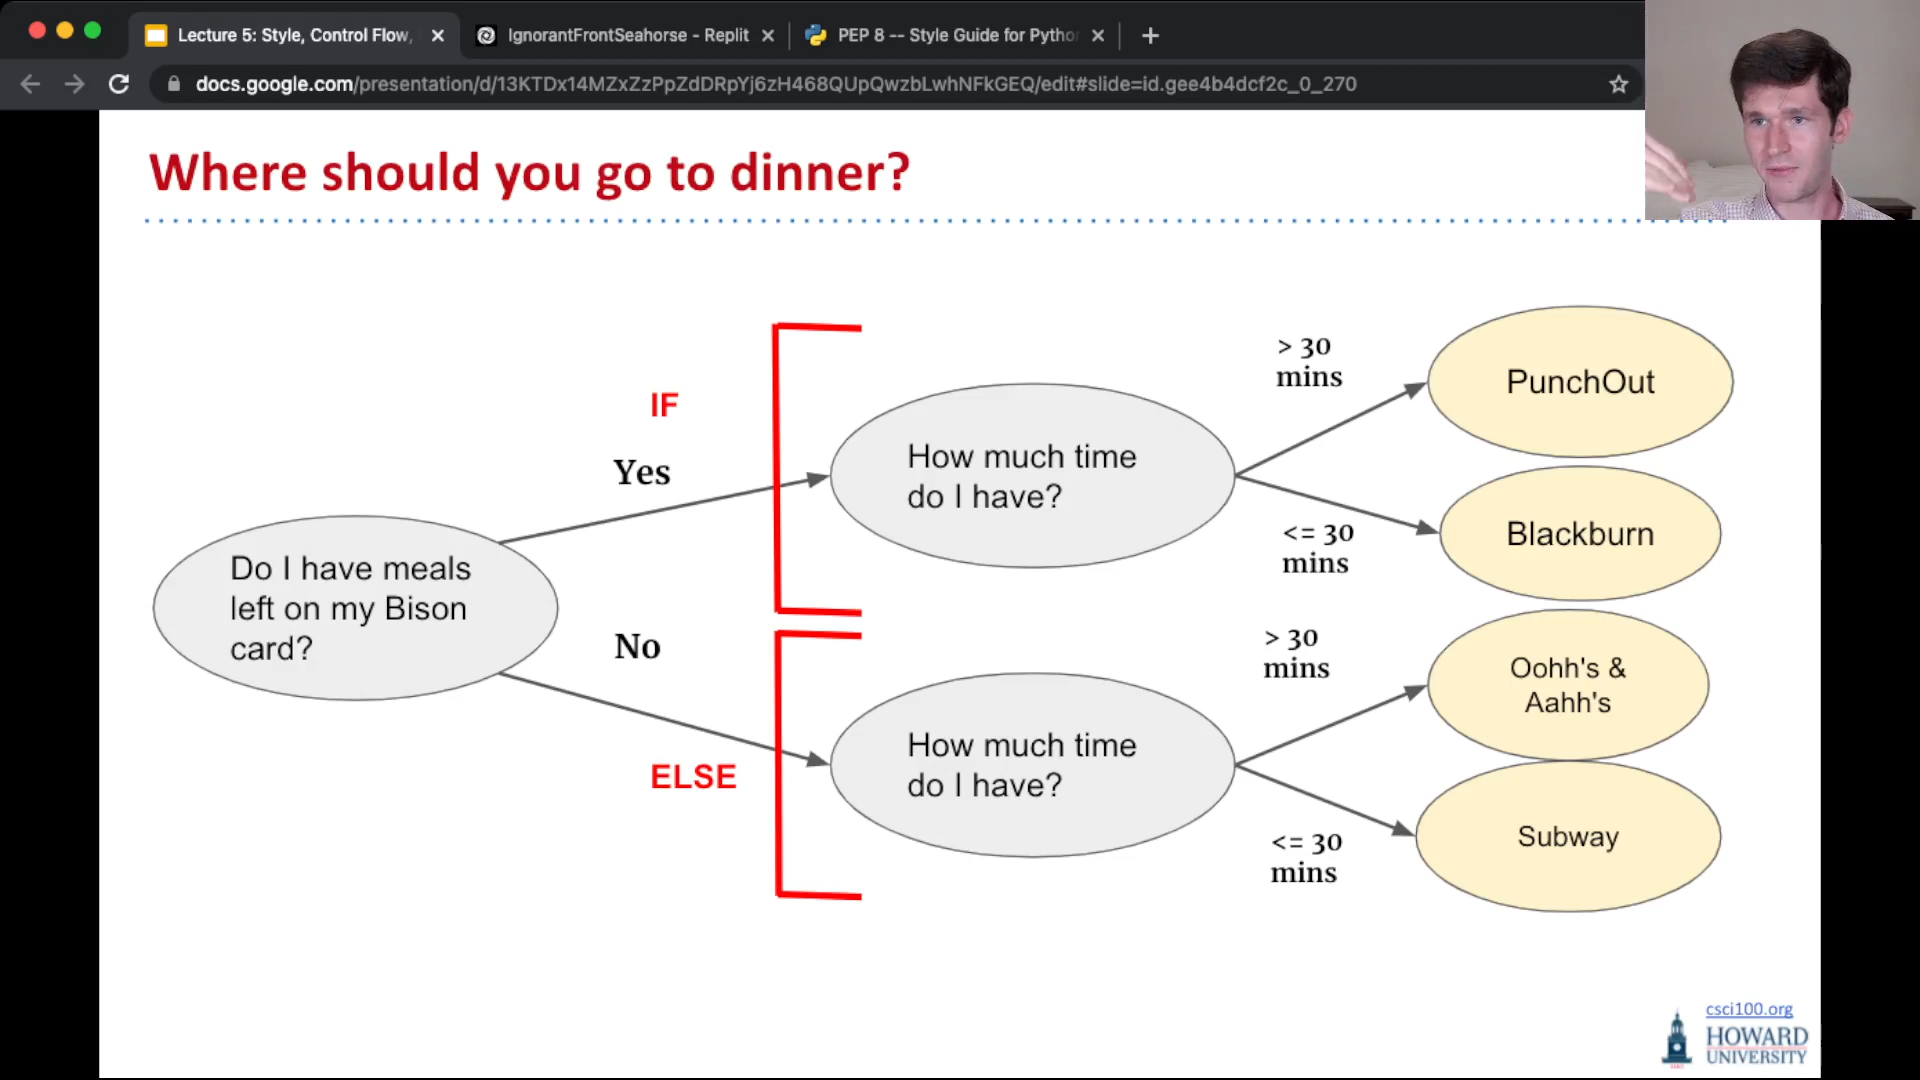 Lecture 5: Style, Control Flow,
IgnorantFrontSeahorse - Replit
PEP 8 -- Style Guide for Pytho
docs.google.com/presentation/d/13KTDx14MZxZzPpZdDRpYj6zH468QUpQwzbLwhNFkGEQ/edit#slide=id.gee4b4dcf2c_0_270
Where should you go to dinner?
Do I have meals
left on my Bison
card?
IF
Yes
No
ELSE
How much time
do I have?
> 30
mins
<= 30
mins
PunchOut
Blackburn
How much time
do I have?
> 30
mins
<= 30
mins
Oohh's &
Aahh's
Subway
csci100.org
HOWARD
UNIVERSITY